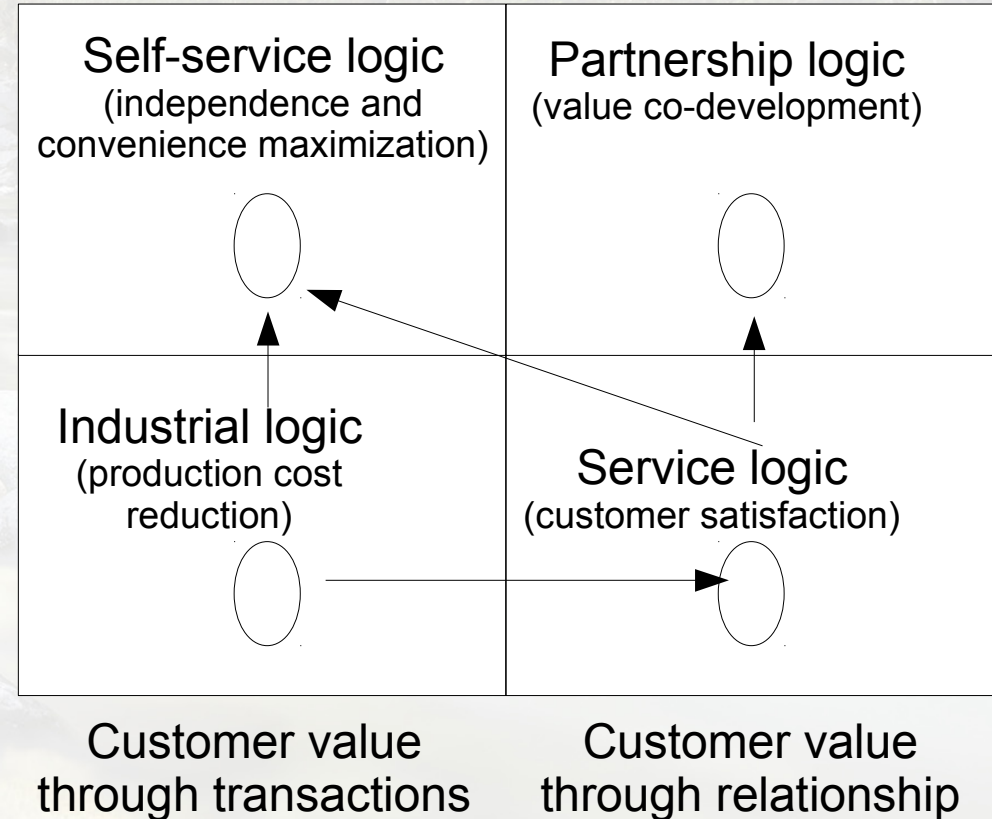 Self-service logic
(independence and
convenience maximization)
Partnership logic
(value co-development)
Industrial logic
(production cost
reduction)
Service logic
(customer satisfaction)
Customer value
through transactions
Customer value
through relationship